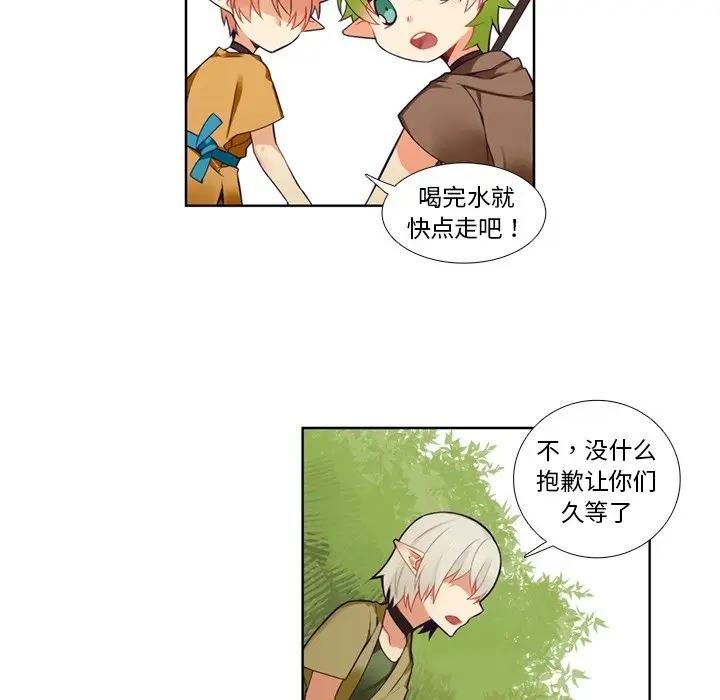 喝完水就
快点走吧！
不，没什么
抱歉让你们
久等了